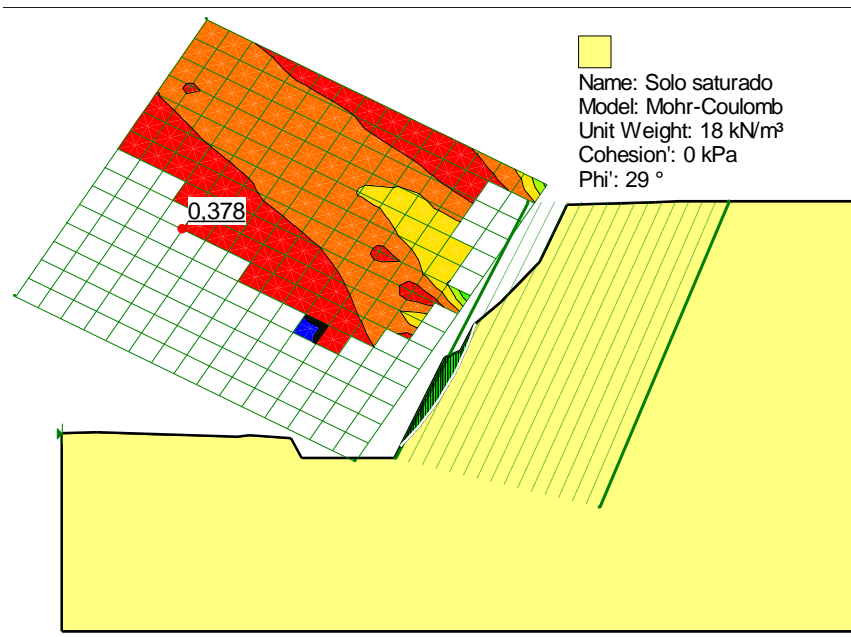 Name: Solo saturado
Model: Mohr-Coulomb
Unit Weight: 18 kN/m³
Cohesion': 0 kPa
Phi': 29 °
0,378